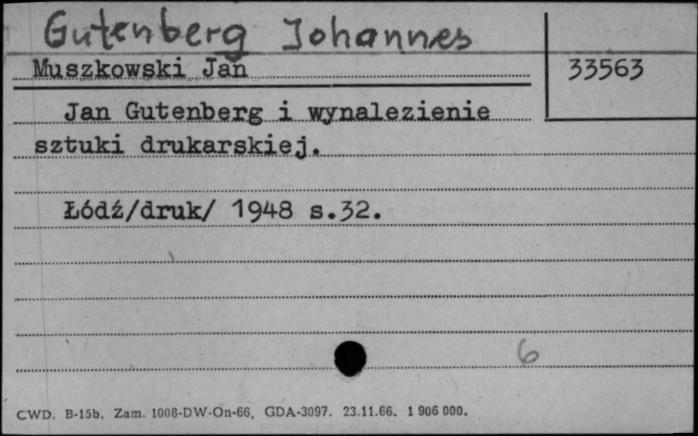 Gutenberg Johannes
Muszkowski Jan
33563
Jan Gutenberg i wynalezienie
sztuki drukarskiej.
Łódź/druk/ 1948 s.32.
6
CWD. B-15b. Zam. 1008-DW-On-66. GDA-3097. 23.11.66. 1 906 000.